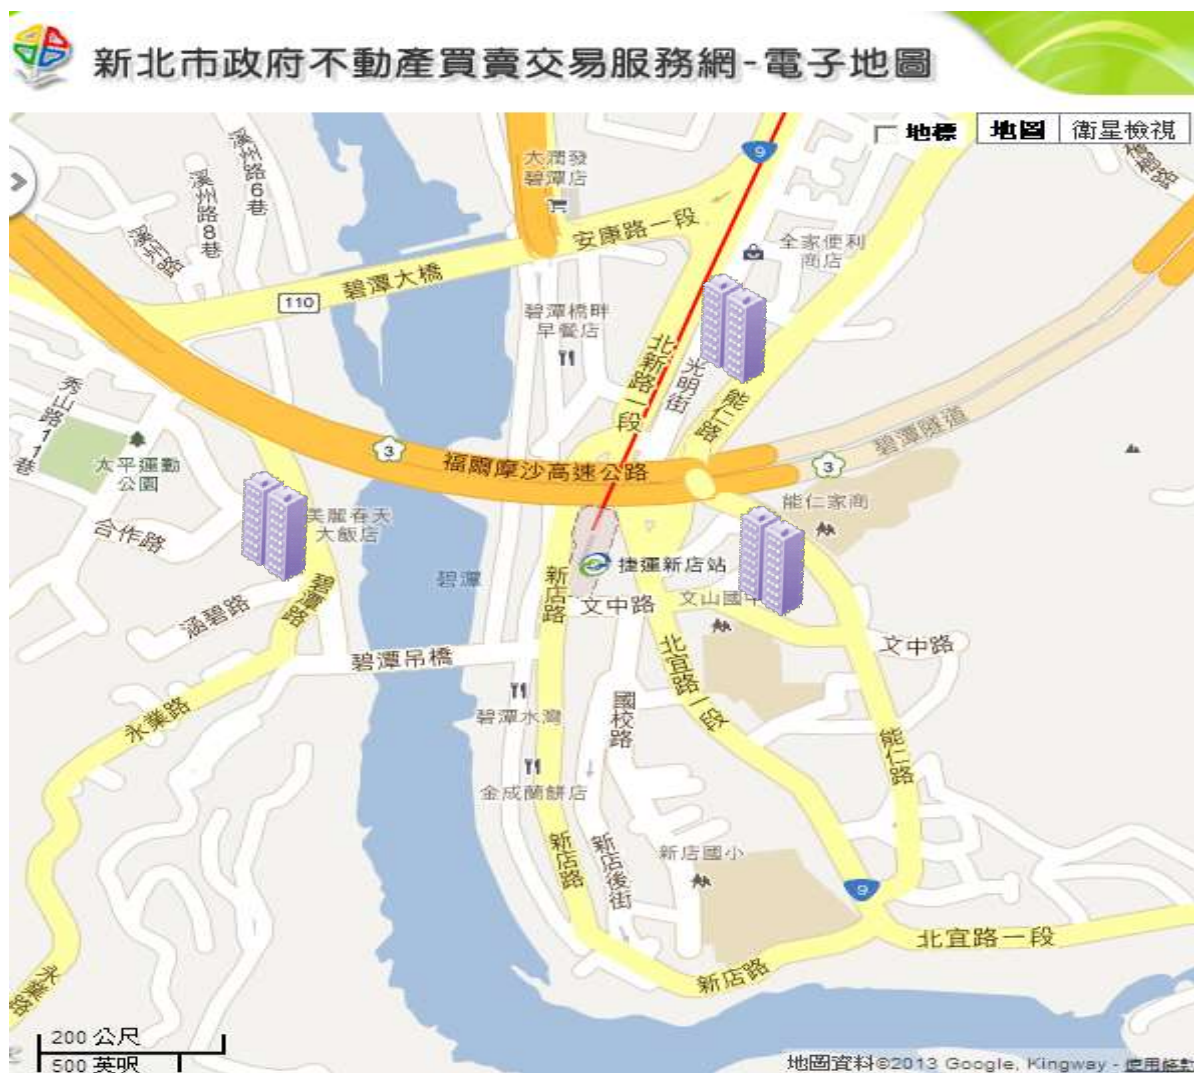 新北市政府不動產買賣交易服務網-電子地圖
地標
地圖
衛星檢視
溪州路6巷
溪州路8巷
溪州路
大潤發
碧潭店
9
安康路一段
全家便利
商店
碧潭大橋
110
碧潭橋畔
早餐店
北新路一段
光明街
能仁路
秀山路11巷
太平運動
公園
3
福爾摩沙高速公路
碧潭隧道
3
能仁家商
合作路
美麗春天
大飯店
碧潭
捷運新店站
新店路
文中路
文山國中
碧潭路
涵碧路
碧潭吊橋
文中路
北宜路一段
永業路
碧潭水灣
國校路
能仁路
金成蘭餅店
新店路
新店後街
新店國小
9
北宜路一段
新店路
永業路
200 公尺
500 英呎
地圖資料©2013 Google, Kingway - 使用條款